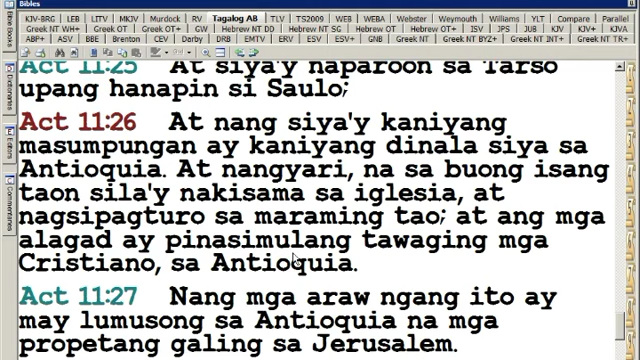 Bibles
KJV-BRG LEB LITV MKJV Murdock RV Tagalog AB TLV TS2009 WEB WEBA Webster Weymouth Williams YLT Compare Parallel
Greek NT WH+ Greek OT Greek OT+ GW Hebrew NT DD Hebrew NT SG Hebrew OT Hebrew OT+ ISV JPS JUB KJV KJV+ KJVA
ABP+ ASV BBE Brenton CEV Darby DRB ERV ESV ESV+ GNB Greek NT Greek NT BYZ+ Greek NT INT+ Greek NT TR+
Bible Books
Dictionaries
Editors
Commentaries
Act 11:25 At siya'y naparoon sa Tarso
upang hanapin si Saulo;
Act 11:26 At nang siya'y kaniyang
masumpungan ay kaniyang dinala siya sa
Antioquia. At nangyari, na sa buong isang
taon sila'y nakisama sa iglesia, at
nagsipagturo sa maraming tao; at ang mga
alagad ay pinasimulang tawaging mga
Cristiano, sa Antioquia.
Act 11:27 Nang mga araw ngang ito ay
may lumusong sa Antioquia na mga
propetang galing sa Jerusalem.